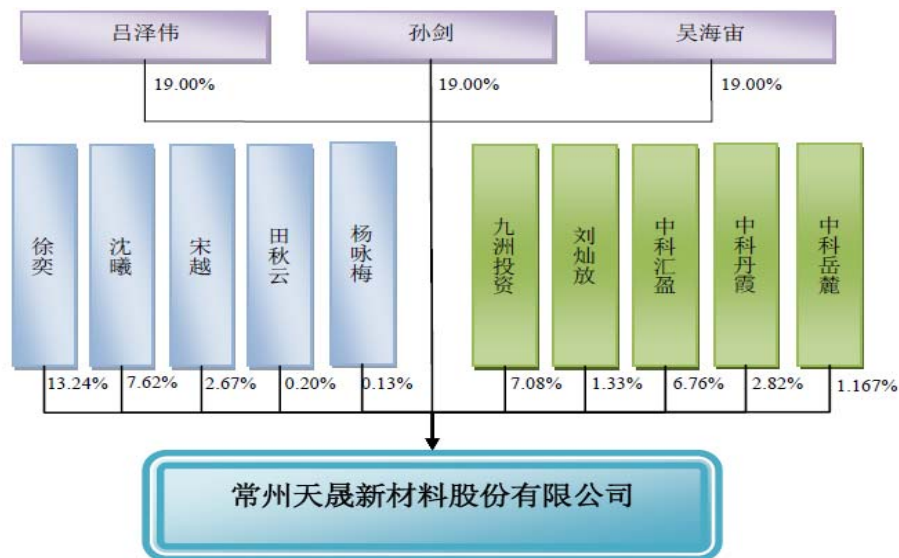 吕泽伟
孙剑
吴海宙
19.00%
19.00%
19.00%
徐奕
沈曦
宋越
田秋云
杨咏梅
九洲投资
刘灿放
中科汇盈
中科丹霞
中科岳麓
13.24%
7.62%
2.67%
0.20%
0.13%
7.08%
1.33%
6.76%
2.82%
1.167%
常州天晟新材料股份有限公司